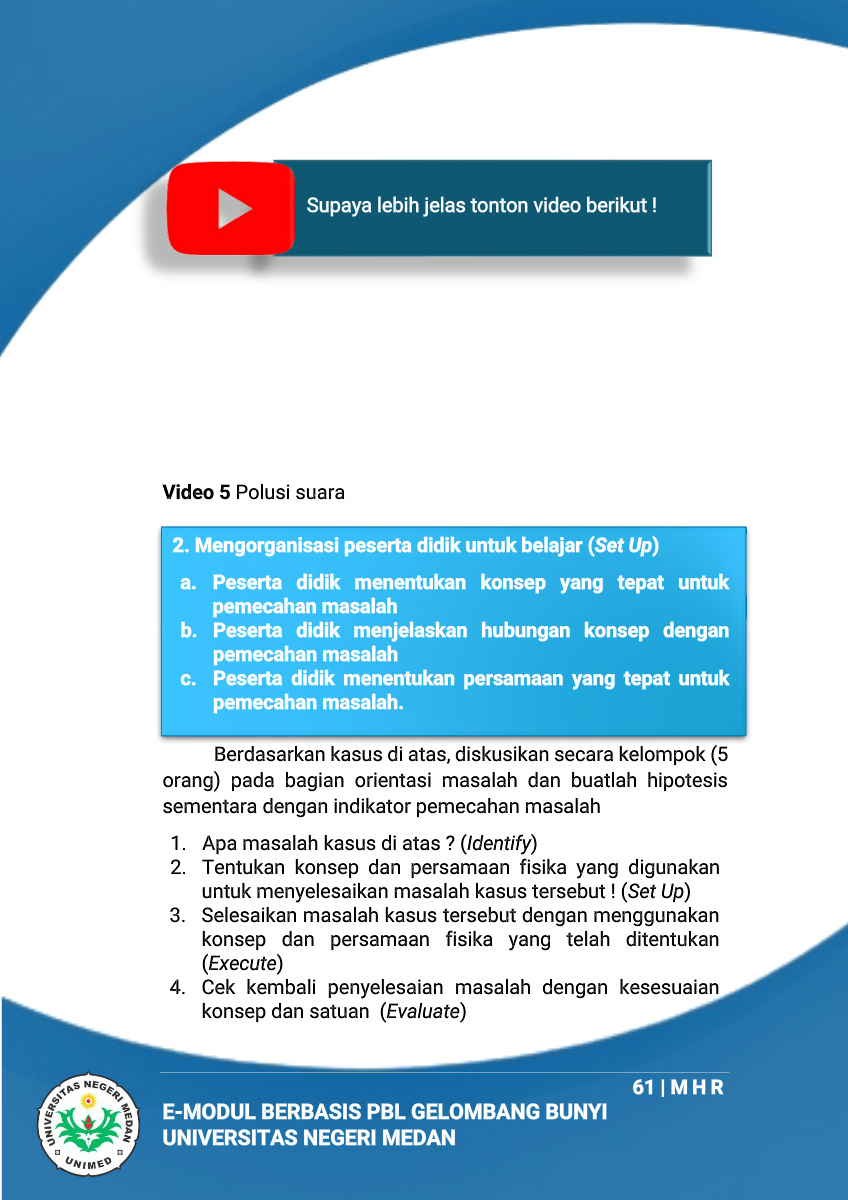 Supaya lebih jelas tonton video berikut !
Video 5 Polusi suara
2. Mengorganisasi peserta didik untuk belajar (Set Up)
a. Peserta didik menentukan konsep yang tepat untuk
pemecahan masalah
b. Peserta didik menjelaskan hubungan konsep dengan
pemecahan masalah
c. Peserta didik menentukan persamaan yang tepat untuk
pemecahan masalah.
Berdasarkan kasus di atas, diskusikan secara kelompok (5
orang) pada bagian orientasi masalah dan buatlah hipotesis
sementara dengan indikator pemecahan masalah
1. Apa masalah kasus di atas ? (Identify)
2. Tentukan konsep dan persamaan fisika yang digunakan
untuk menyelesaikan masalah kasus tersebut ! (Set Up)
3. Selesaikan masalah kasus tersebut dengan menggunakan
konsep dan persamaan fisika yang telah ditentukan
(Execute)
4. Cek kembali penyelesaian masalah dengan kesesuaian
konsep dan satuan (Evaluate)
61 | M H R
E-MODUL BERBASIS PBL GELOMBANG BUNYI
UNIVERSITAS NEGERI MEDAN
UNIVERSITAS NEGERI MEDAN
UNIMED